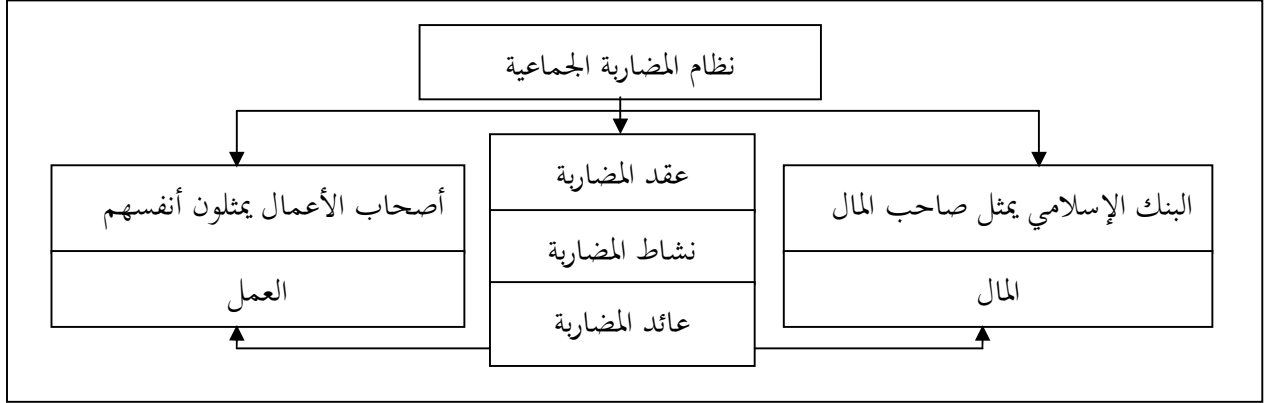 نظام المضاربة الجماعية
البنك الإسلامي يمثل صاحب المال
المال
عقد المضاربة
نشاط المضاربة
عائد المضاربة
أصحاب الأعمال يمثلون أنفسهم
العمل